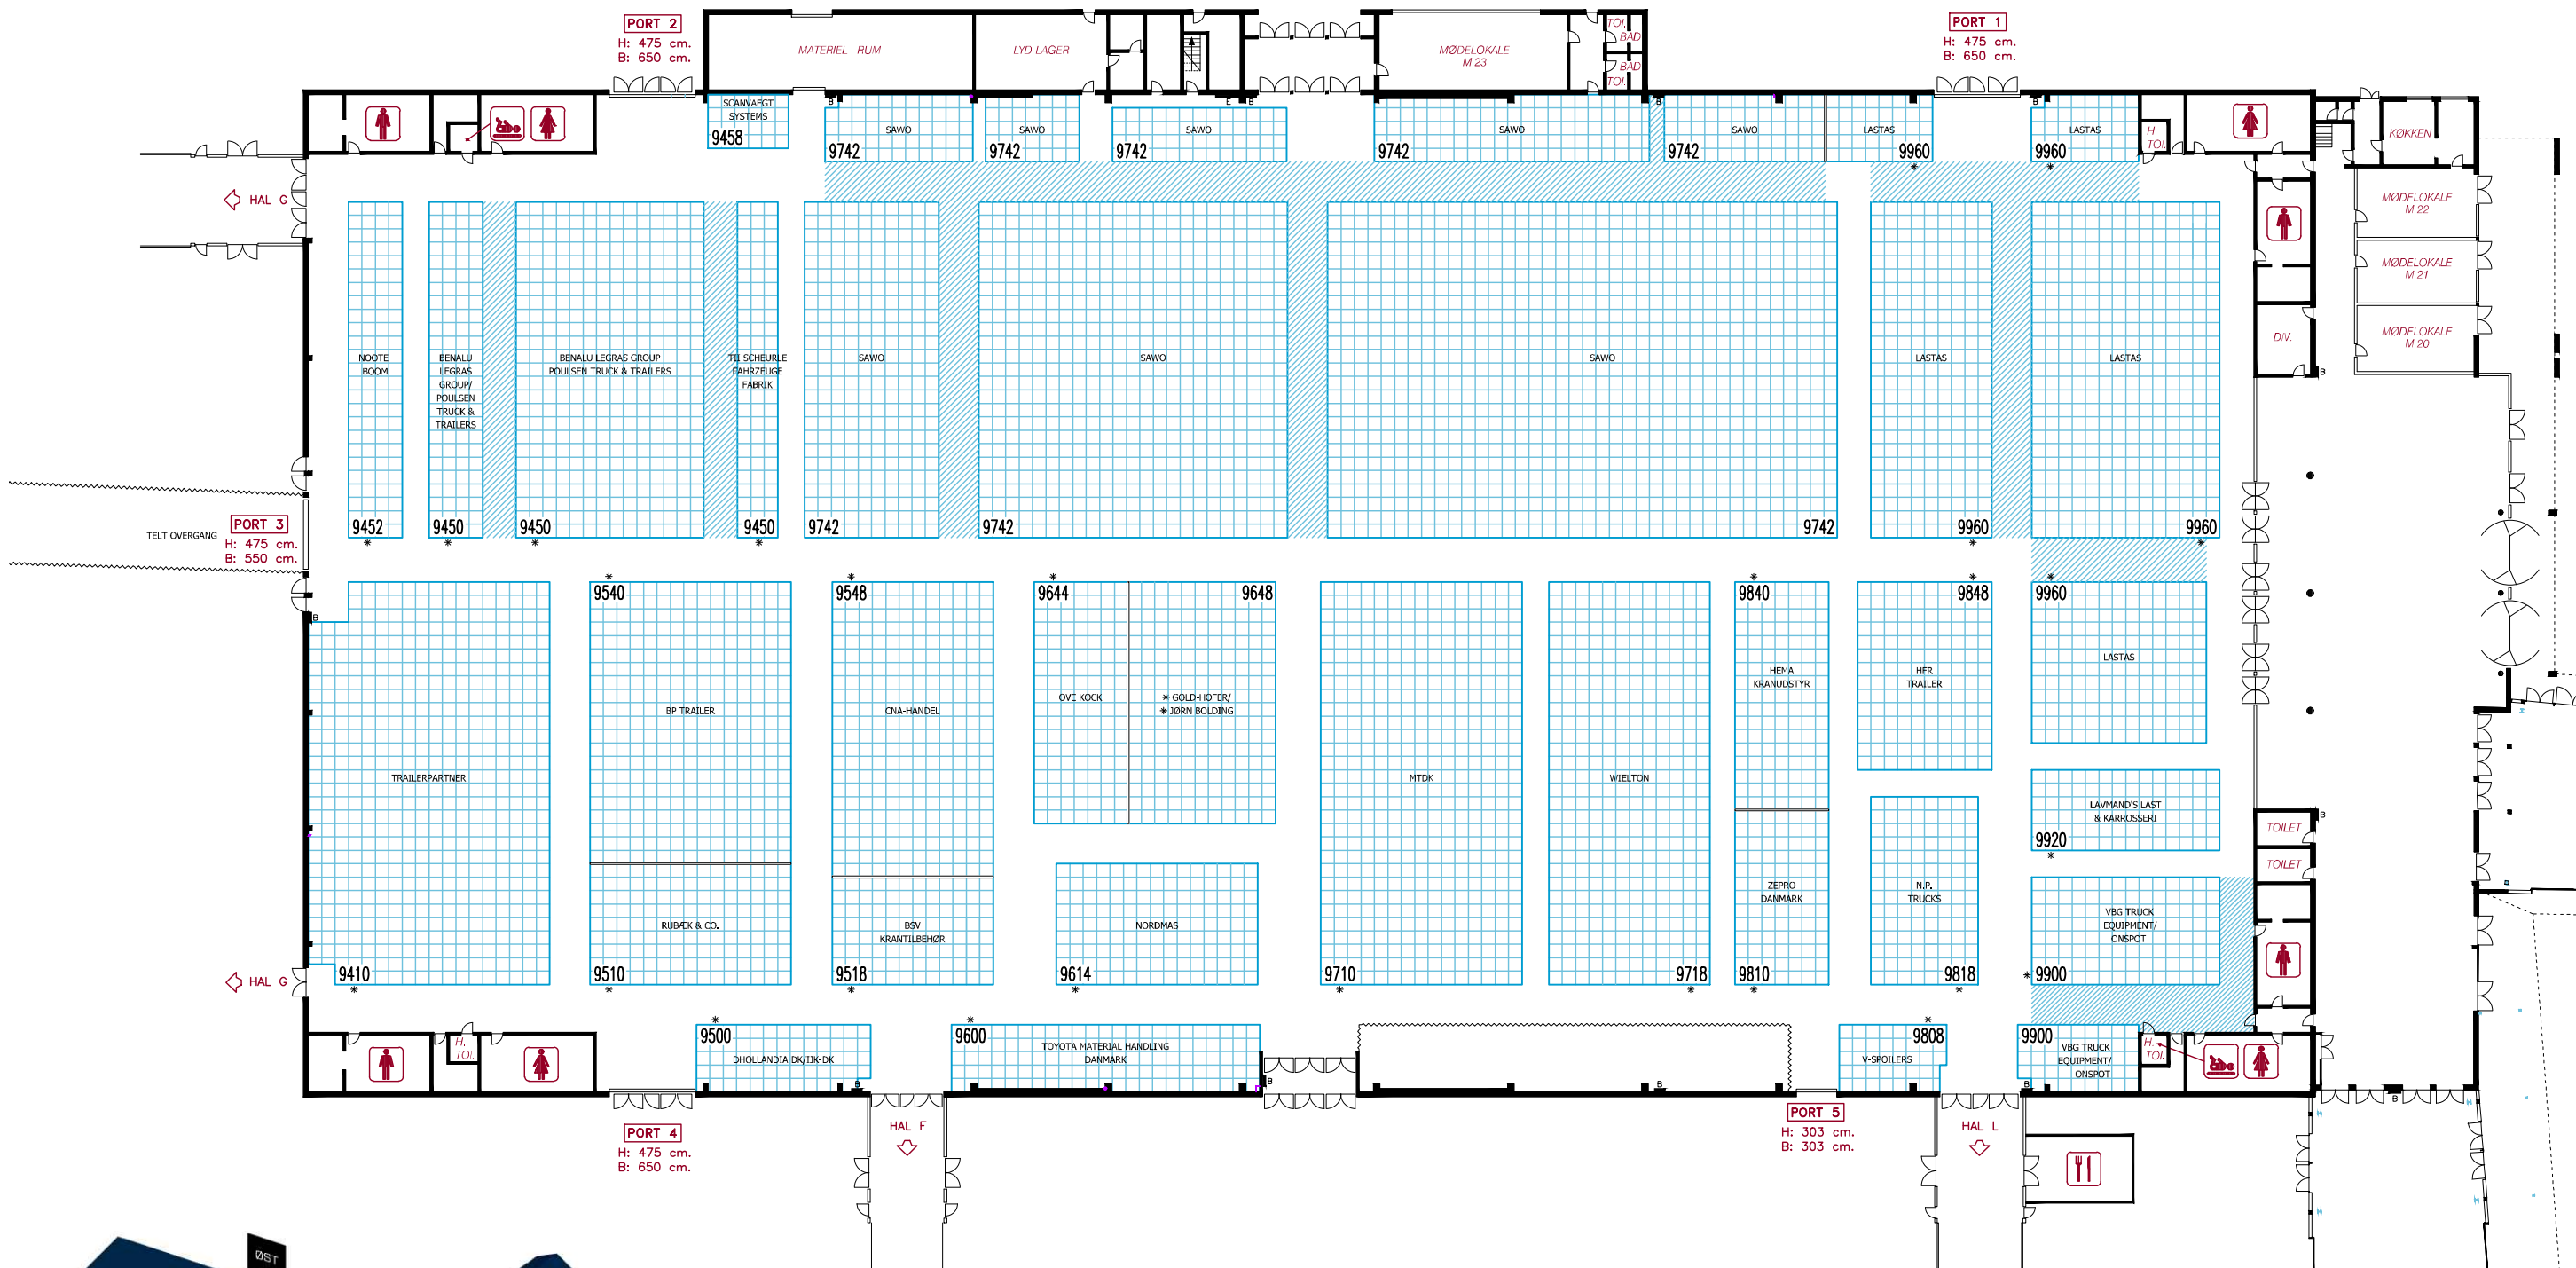 PORT 2
H: 475 cm.
B: 650 cm.
MATERIEL - RUM
LYD-LAGER
MØDELOKALE
M 23
TOI.
BAD
BAD
TOI.
PORT 1
H: 475 cm.
B: 650 cm.
SCANVAEGT
SYSTEMS
9458
B
SAWO
9742
SAWO
9742
E
B
SAWO
9742
SAWO
9742
B
SAWO
9742
LASTAS
9960
B
LASTAS
9960
H.
TOI.
KØKKEN
MØDELOKALE
M 22
MØDELOKALE
M 21
MØDELOKALE
M 20
DIV.
B
HAL G
NOOTE-
BOOM
9452
BENALU
LEGRAS
GROUP/
POULSEN
TRUCK &
TRAILERS
9450
BENALU LEGRAS GROUP
POULSEN TRUCK & TRAILERS
9450
TII SCHEURLE
FAHRZEUGE
FABRIK
9450
SAWO
9742
SAWO
9742
SAWO
9742
LASTAS
9960
LASTAS
9960
TELT OVERGANG
PORT 3
H: 475 cm.
B: 550 cm.
B
TRAILERPARTNER
9410
9540
BP TRAILER
RUBÆK & CO.
9510
9548
CNA-HANDEL
BSV
KRANTILBEHØR
9518
9644
OVE KOCK
9648
* GOLD-HOFER/
* JØRN BOLDING
NORDMAS
9614
MTDK
9710
WIELTON
9718
9840
HEMA
KRANUDSTYR
ZEPRO
DANMARK
9810
9848
HFR
TRAILER
N.P.
TRUCKS
9818
9960
LASTAS
LAVMAND'S LAST
& KARROSSERI
9920
VBG TRUCK
EQUIPMENT/
ONSPOT
9900
B
TOILET
TOILET
HAL G
H.
TOI.
9500
DHOLLANDIA DK/IJK-DK
B
9600
TOYOTA MATERIAL HANDLING
DANMARK
B
B
9808
V-SPOILERS
9900
VBG TRUCK
EQUIPMENT/
ONSPOT
B
H.
TOI.
B
PORT 4
H: 475 cm.
B: 650 cm.
HAL F
PORT 5
H: 303 cm.
B: 303 cm.
HAL L
ØST